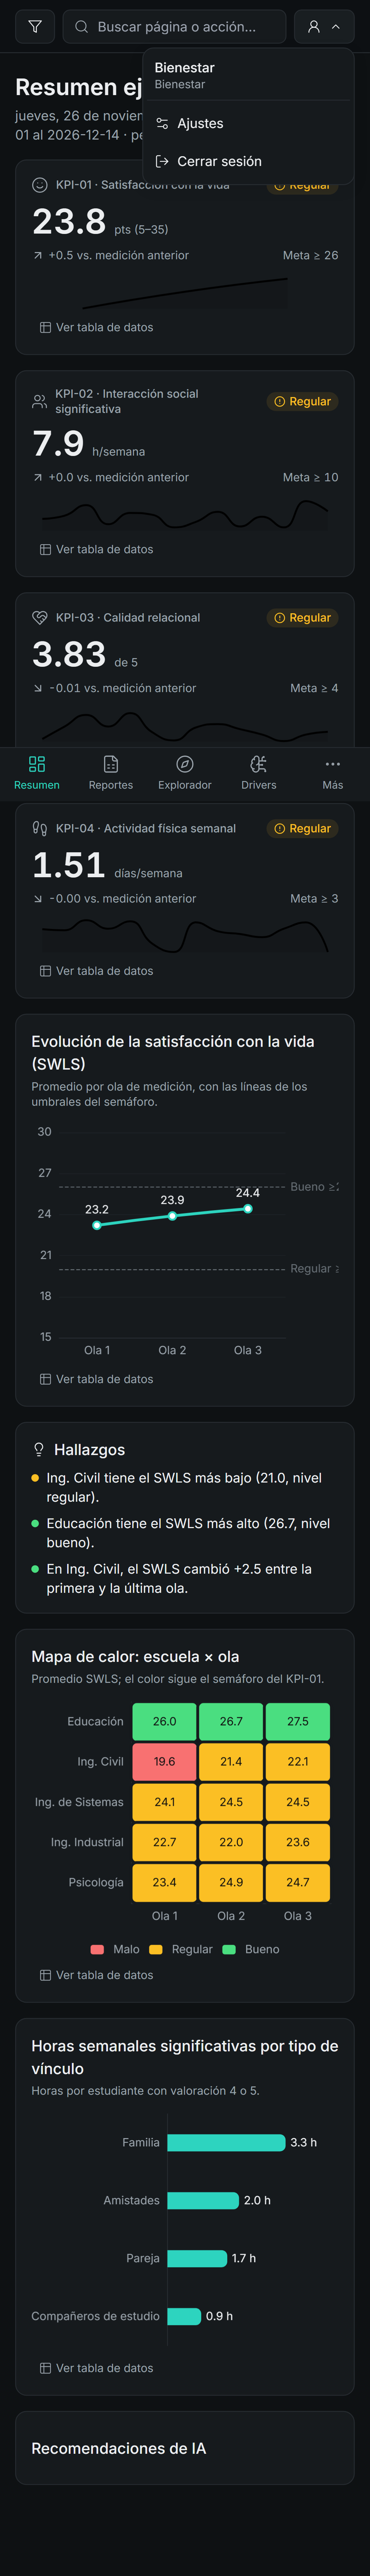 Buscar página o acción...
Bienestar
Bienestar
Ajustes
Cerrar sesión
Resumen
jueves, 26 de
01 al 2026-12-14 ·
KPI-01 · Satisfacción con la vida
Regular
23.8 pts (5–35)
+0.5 vs. medición anterior
Meta ≥ 26
Ver tabla de datos
KPI-02 · Interacción social
significativa
Regular
7.9 h/semana
+0.0 vs. medición anterior
Meta ≥ 10
Ver tabla de datos
KPI-03 · Calidad relacional
Regular
3.83 de 5
-0.01 vs. medición anterior
Meta ≥ 4
Resumen
Reportes
Explorador
Drivers
Más
KPI-04 · Actividad física semanal
Regular
1.51 días/semana
-0.00 vs. medición anterior
Meta ≥ 3
Ver tabla de datos
Evolución de la satisfacción con la vida
(SWLS)
Promedio por ola de medición, con las líneas de los
umbrales del semáforo.
30
27
24
21
18
15
23.2
23.9
24.4
Bueno
Regular
Ola 1
Ola 2
Ola 3
Ver tabla de datos
Hallazgos
Ing. Civil tiene el SWLS más bajo (21.0, nivel
regular).
Educación tiene el SWLS más alto (26.7, nivel
bueno).
En Ing. Civil, el SWLS cambió +2.5 entre la
primera y la última ola.
Mapa de calor: escuela × ola
Promedio SWLS; el color sigue el semáforo del KPI-01.
Educación 26.0 26.7 27.5
Ing. Civil 19.6 21.4 22.1
Ing. de Sistemas 24.1 24.5 24.5
Ing. Industrial 22.7 22.0 23.6
Psicología 23.4 24.9 24.7
Ola 1 Ola 2 Ola 3
Malo Regular Bueno
Ver tabla de datos
Horas semanales significativas por tipo de
vínculo
Horas por estudiante con valoración 4 o 5.
Familia 3.3 h
Amistades 2.0 h
Pareja 1.7 h
Compañeros de estudio 0.9 h
Ver tabla de datos
Recomendaciones de IA